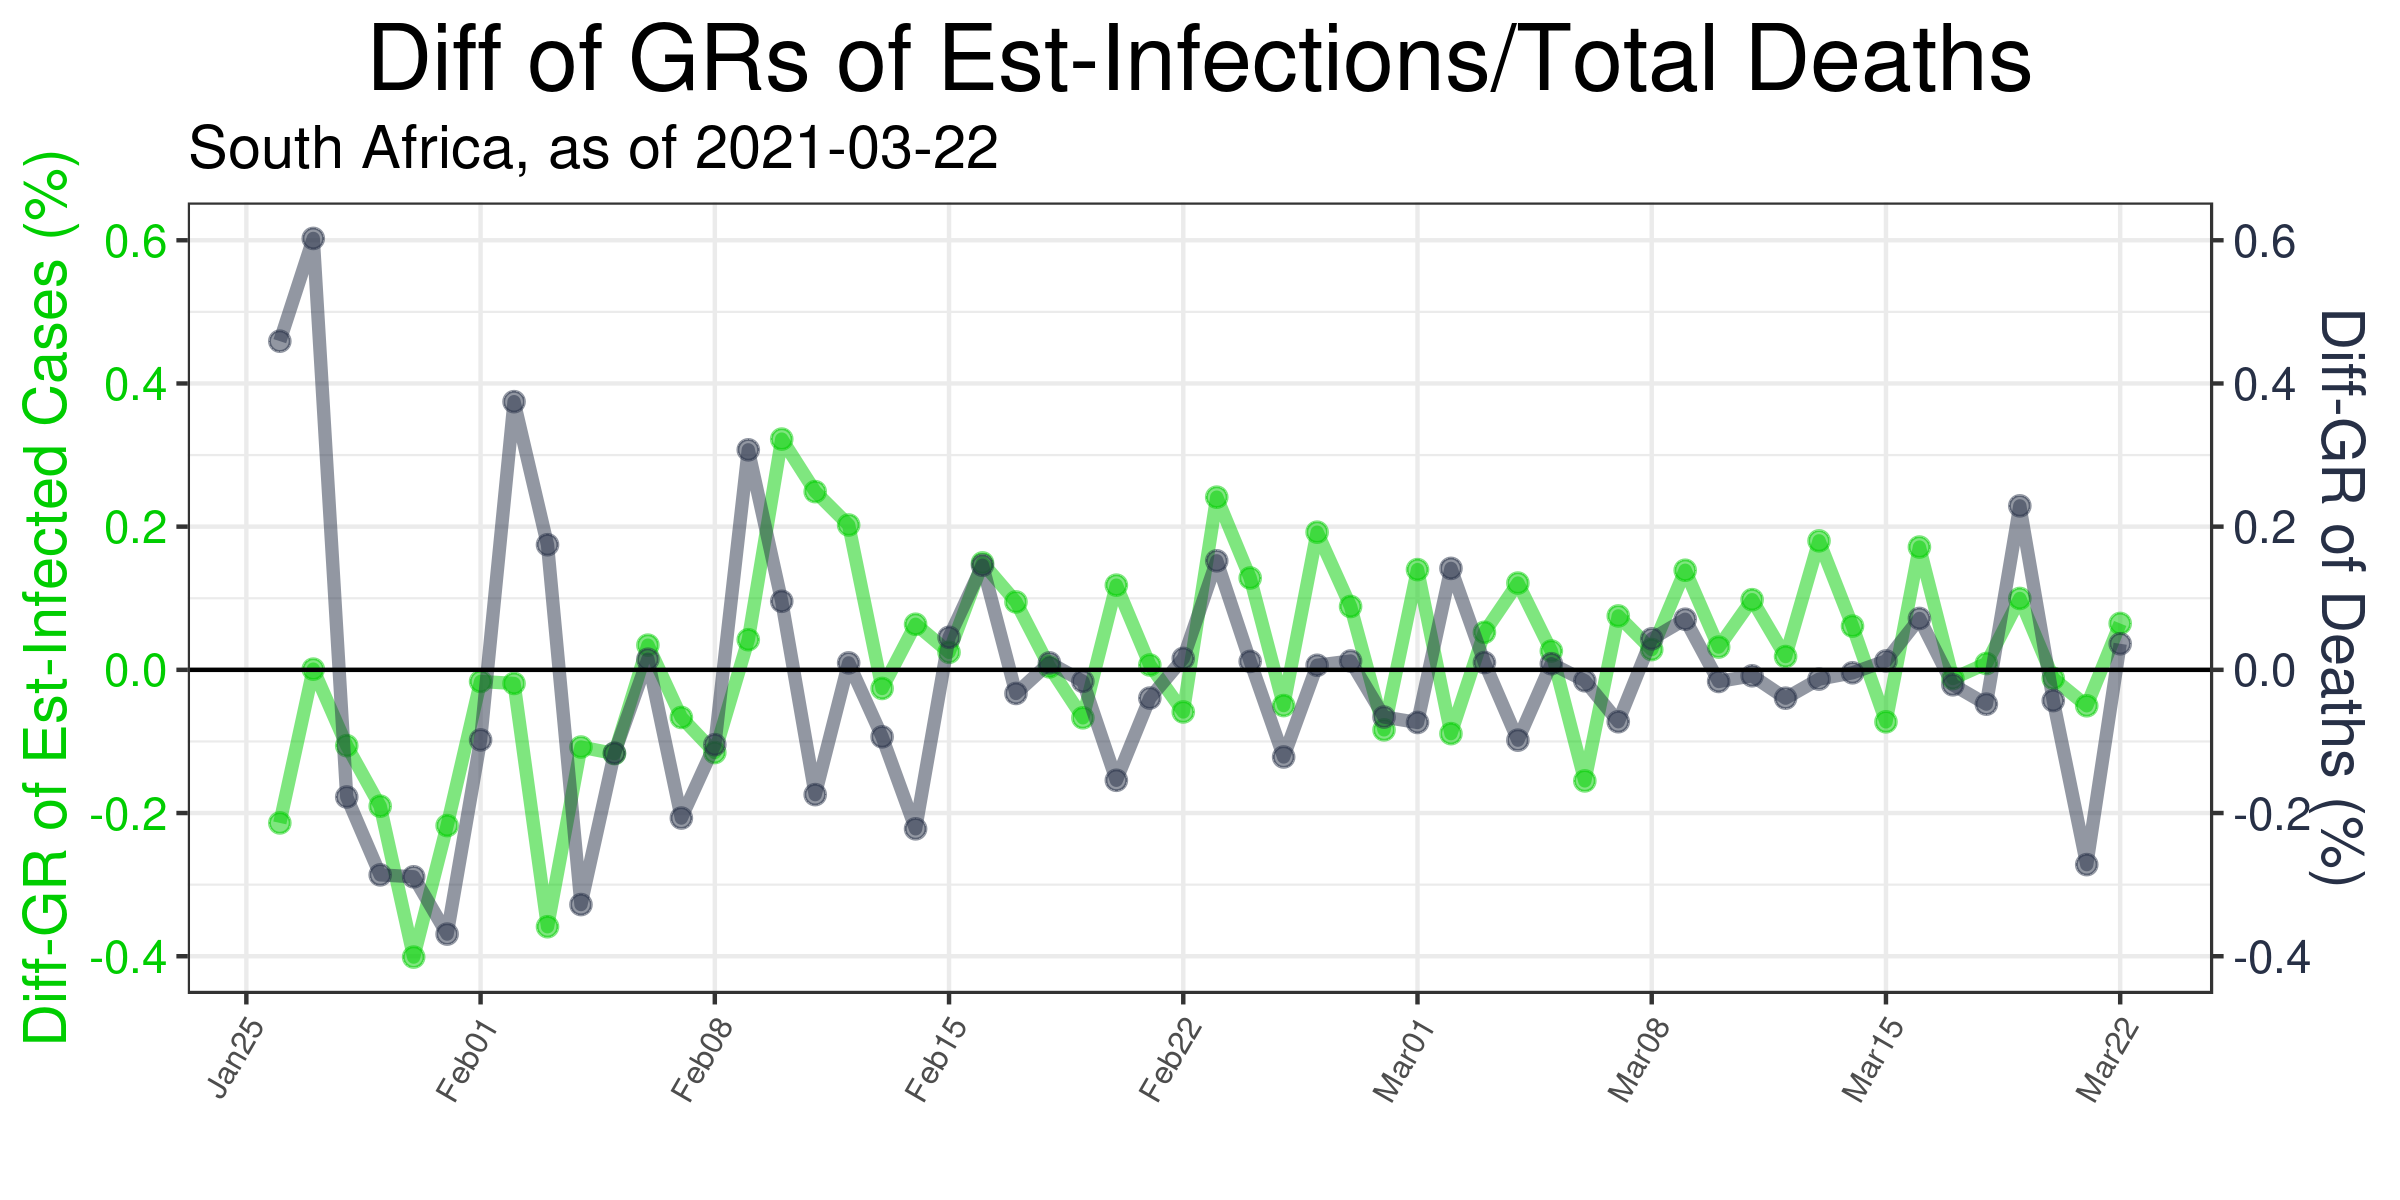 Diff of GRs of Est-Infections/Total Deaths
South Africa, as of 2021-03-22
Diff-GR of Est-Infected Cases (%)
0.6
0.4
0.2
0.0
-0.2
-0.4
0.6
0.4
0.2
0.0
-0.2
-0.4
Diff-GR of Deaths (%)
Jan25
Feb01
Feb08
Feb15
Feb22
Mar01
Mar08
Mar15
Mar22